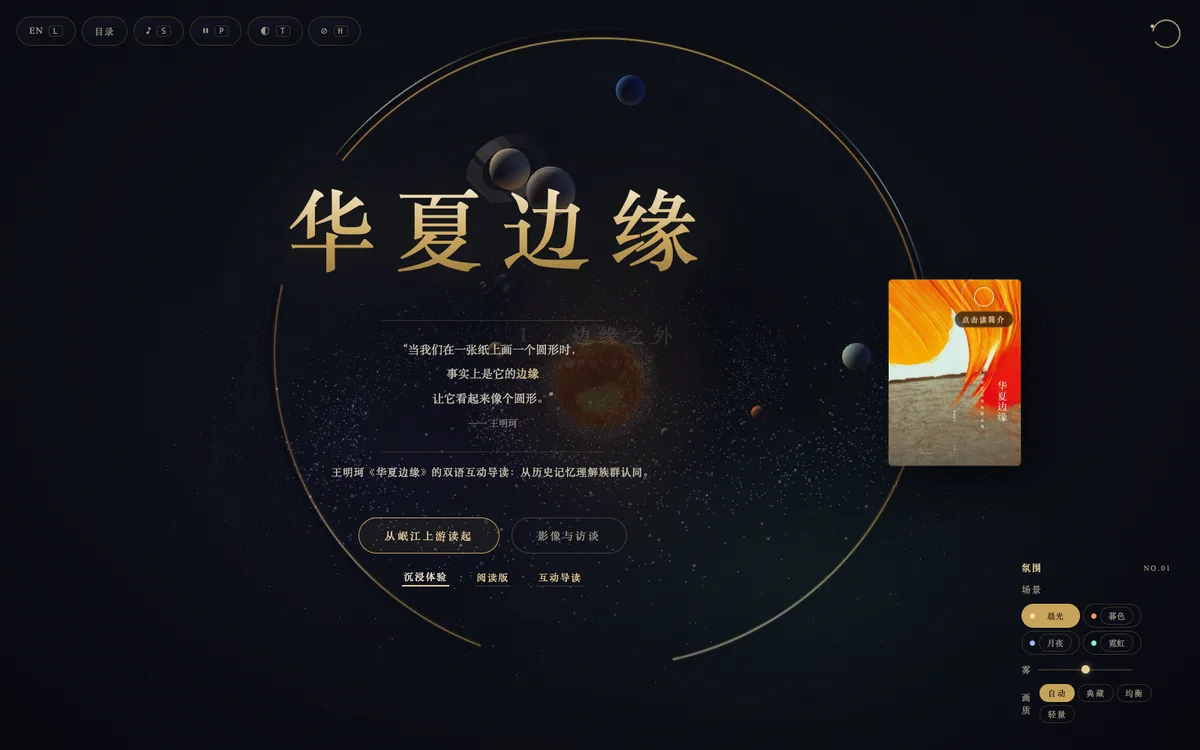 EN L
目录
♪ S
P
T
H
华夏边缘
I 边缘之外
“当我们在一张纸上画一个圆形时，
事实上是它的边缘
让它看起来像个圆形。”
—— 王明珂
王明珂《华夏边缘》的双语互动导读：从历史记忆理解族群认同。
从岷江上游读起
影像与访谈
沉浸体验 · 阅读版 · 互动导读
点击读简介
华夏边缘
氛围
NO.01
场景
晨光
暮色
月夜
霓虹
雾
画质
自动
典藏
均衡
轻量